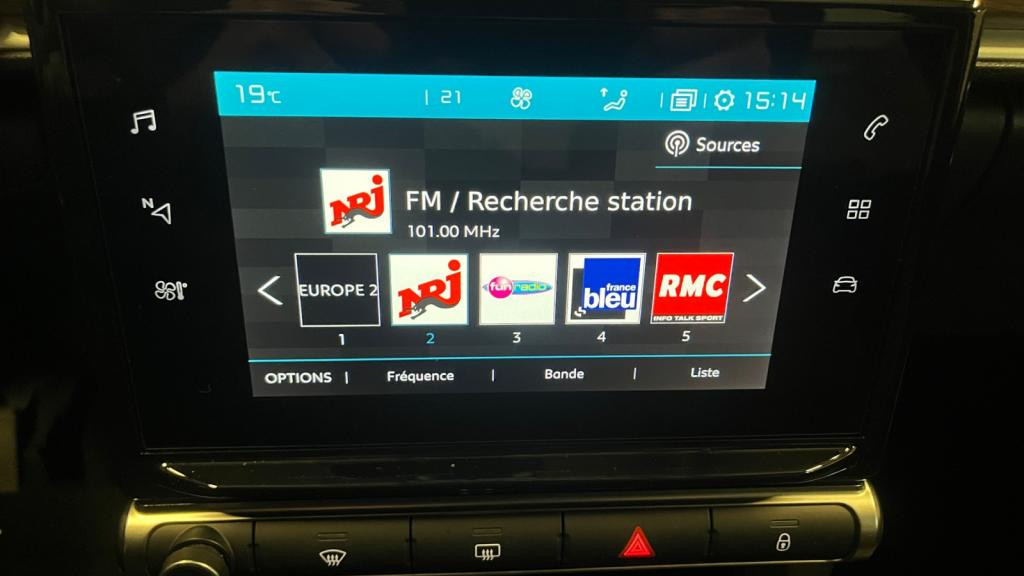 19°C | 21 | | 15:14
Sources
N
NRJ FM / Recherche station
101.00 MHz
EUROPE 2 NRJ fun radio france bleu RMC
INFO TALK SPORT
1 2 3 4 5
OPTIONS | Fréquence | Bande | Liste